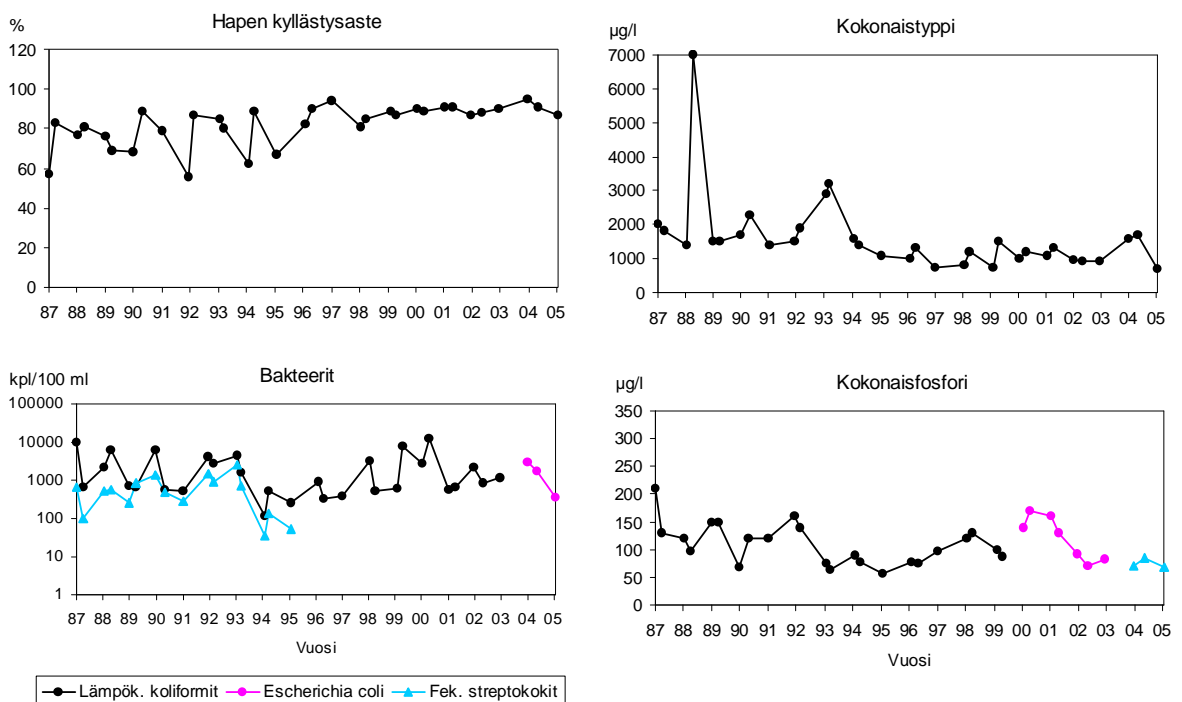 Hapen kyllästysaste
%
120
100
80
60
40
20
0
87 88 89 90 91 92 93 94 95 96 97 98 99 00 01 02 03 04 05
Kokonaistyppi
µg/l
7000
6000
5000
4000
3000
2000
1000
0
87 88 89 90 91 92 93 94 95 96 97 98 99 00 01 02 03 04 05
Bakteerit
kpl/100 ml
100000
10000
1000
100
10
1
87 88 89 90 91 92 93 94 95 96 97 98 99 00 01 02 03 04 05
Vuosi
Kokonaisfosfori
µg/l
350
300
250
200
150
100
50
0
87 88 89 90 91 92 93 94 95 96 97 98 99 00 01 02 03 04 05
Vuosi
Lämpök. koliformit Escherichia coli Fek. streptokokit